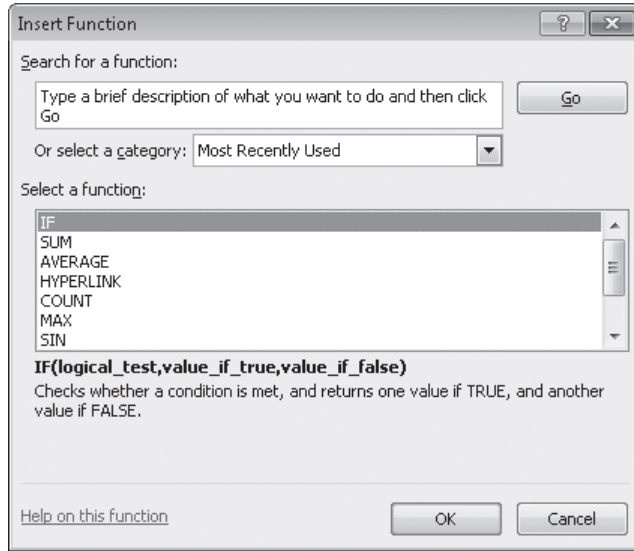 Insert Function
?
Search for a function:
Type a brief description of what you want to do and then click
Go
Go
Or select a category: Most Recently Used
Select a function:
IF
SUM
AVERAGE
HYPERLINK
COUNT
MAX
SIN
IF(logical_test,value_if_true,value_if_false)
Checks whether a condition is met, and returns one value if TRUE, and another
value if FALSE.
Help on this function
OK
Cancel